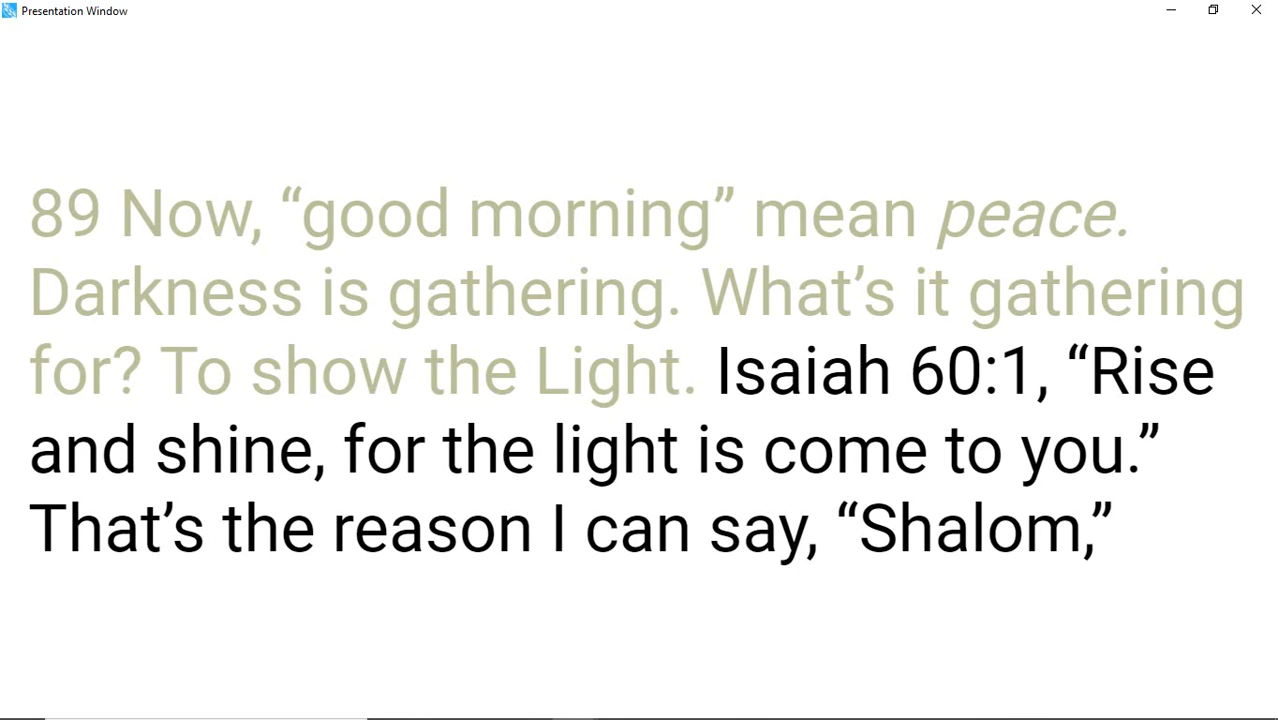 Presentation Window
89 Now, “good morning” mean peace.
Darkness is gathering. What’s it gathering
for? To show the Light. Isaiah 60:1, “Rise
and shine, for the light is come to you.”
That’s the reason I can say, “Shalom,”